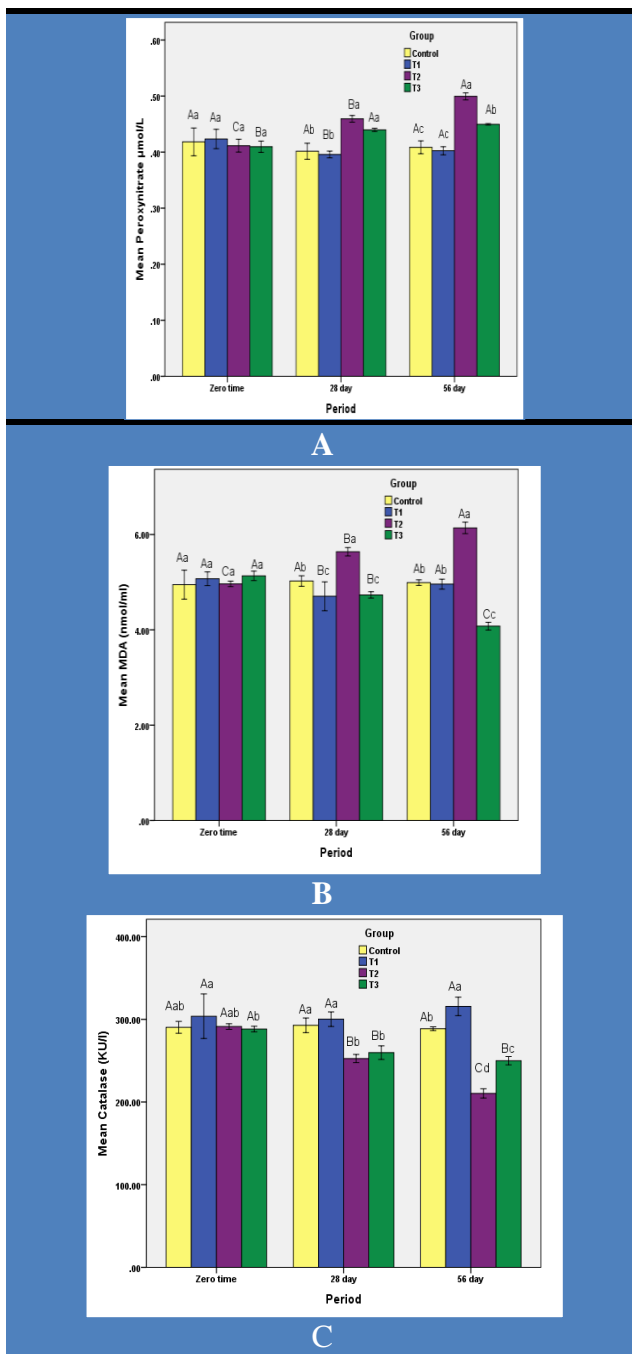 Group
Control
T1
T2
T3
.60
.50
.40
.30
.20
.10
.00
Mean Peroxynitrate µmol/L
Aa Aa Ca Ba
Ab Bb Ba Aa
Ac Ac Aa Ab
Zero time 28 day 56 day
Period
A
Group
Control
T1
T2
T3
6.00
4.00
2.00
.00
Mean MDA (nmol/ml)
Aa Aa Ca Aa
Ab Bc Ba Bc
Ab Ab Aa Cc
Zero time 28 day 56 day
Period
B
Group
Control
T1
T2
T3
400.00
300.00
200.00
100.00
.00
Mean Catalase (KU/l)
Aab Aa Aab Ab
Aa Aa Bb Bb
Ab Aa Cd Bc
Zero time 28 day 56 day
Period
C